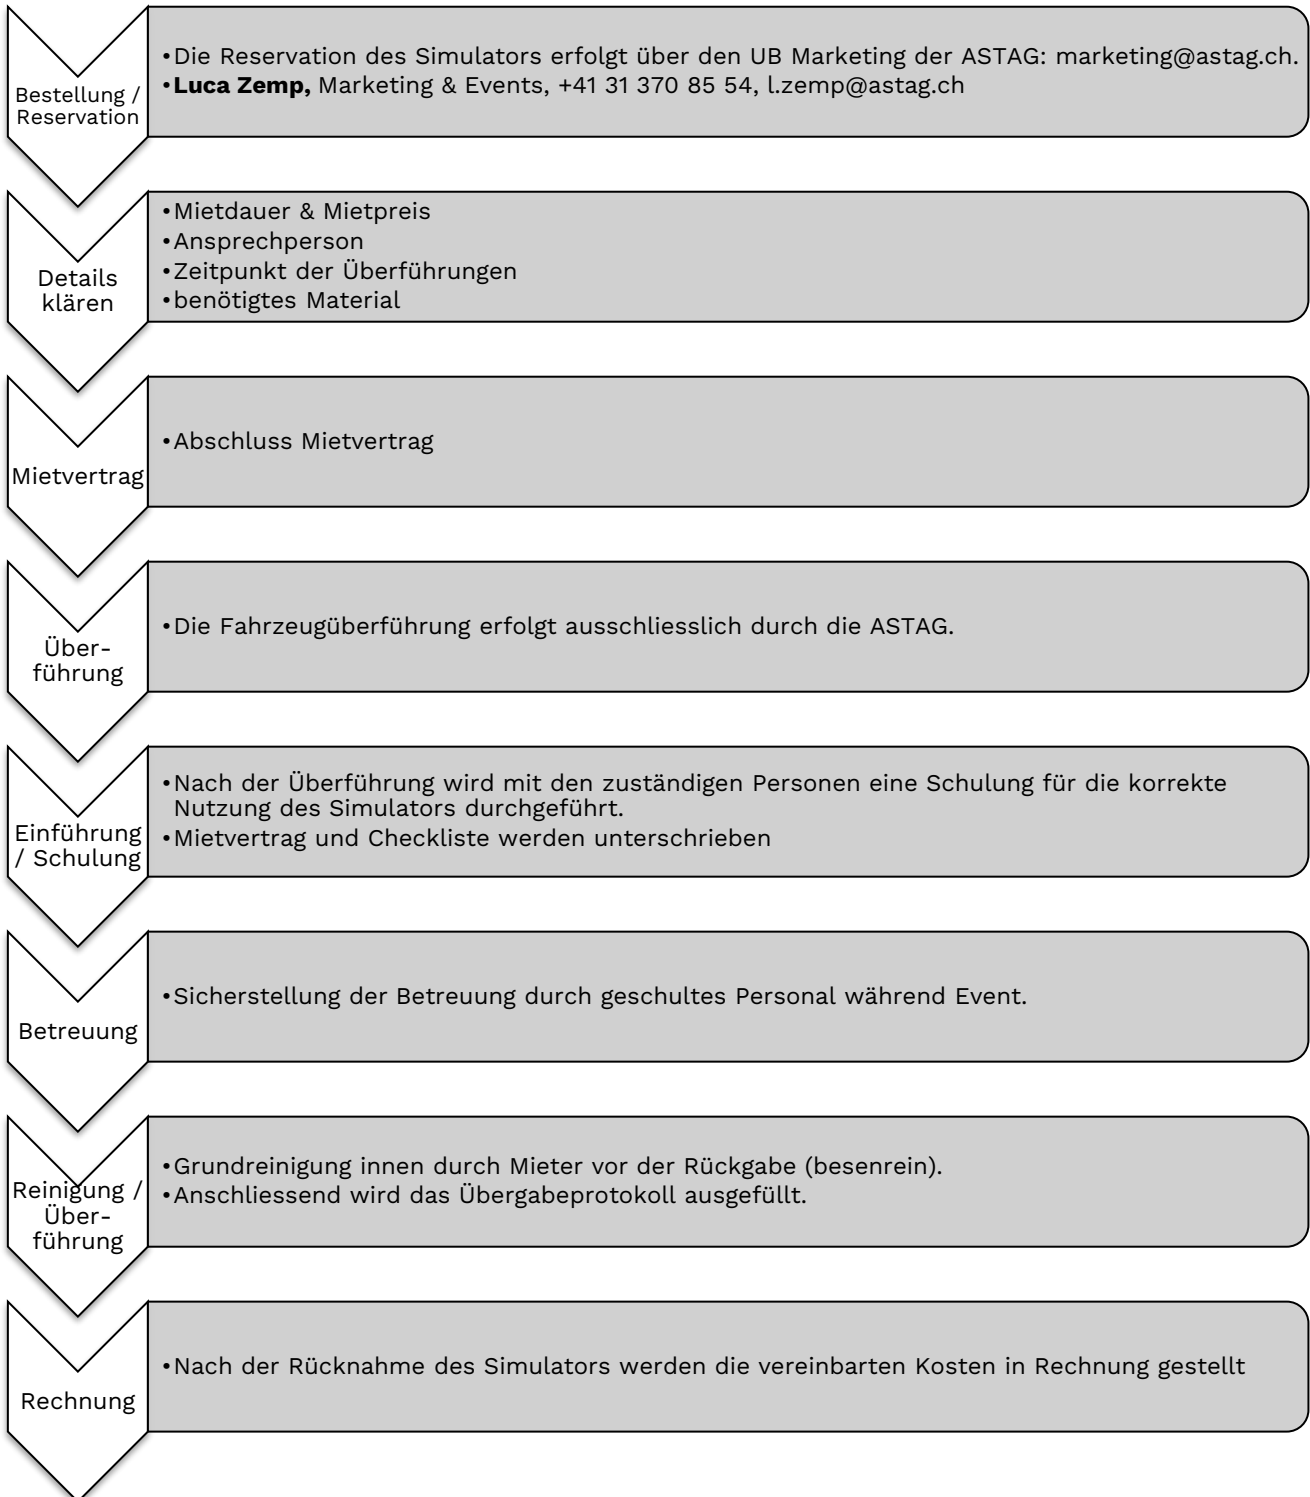 Bestellung /
Reservation
•Die Reservation des Simulators erfolgt über den UB Marketing der ASTAG: marketing@astag.ch.
•Luca Zemp, Marketing & Events, +41 31 370 85 54, l.zemp@astag.ch
Details
klären
•Mietdauer & Mietpreis
•Ansprechperson
•Zeitpunkt der Überführungen
•benötigtes Material
Mietvertrag
•Abschluss Mietvertrag
Über-
führung
•Die Fahrzeugüberführung erfolgt ausschliesslich durch die ASTAG.
Einführung
/ Schulung
•Nach der Überführung wird mit den zuständigen Personen eine Schulung für die korrekte
Nutzung des Simulators durchgeführt.
•Mietvertrag und Checkliste werden unterschrieben
Betreuung
•Sicherstellung der Betreuung durch geschultes Personal während Event.
Reinigung /
Über-
führung
•Grundreinigung innen durch Mieter vor der Rückgabe (besenrein).
•Anschliessend wird das Übergabeprotokoll ausgefüllt.
Rechnung
•Nach der Rücknahme des Simulators werden die vereinbarten Kosten in Rechnung gestellt